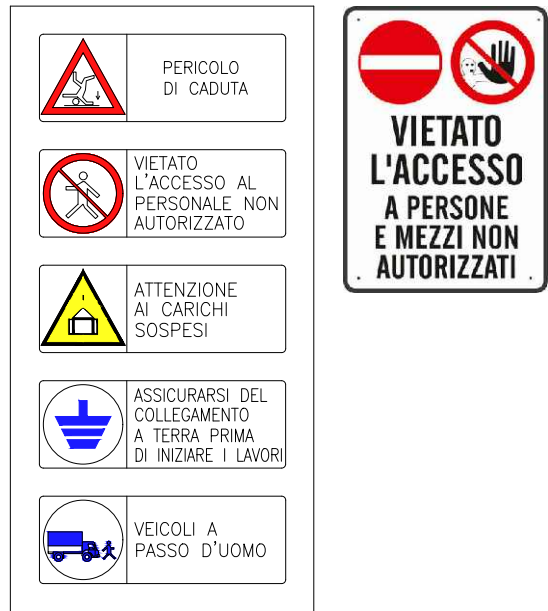 PERICOLO
DI CADUTA
VIETATO
L'ACCESSO AL
PERSONALE NON
AUTORIZZATO
ATTENZIONE
AI CARICHI
SOSPESI
ASSICURARSI DEL
COLLEGAMENTO
A TERRA PRIMA
DI INIZIARE I LAVORI
VEICOLI A
PASSO D'UOMO
VIETATO
L'ACCESSO
A PERSONE
E MEZZI NON
AUTORIZZATI